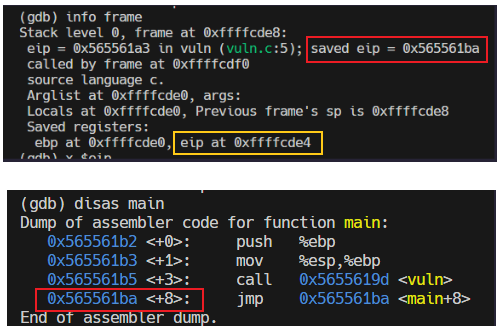 (gdb) info frame
Stack level 0, frame at 0xffffcde8:
eip = 0x565561a3 in vuln (vuln.c:5); saved eip = 0x565561ba
called by frame at 0xffffcdf0
source language c.
Arglist at 0xffffcde0, args:
Locals at 0xffffcde0, Previous frame's sp is 0xffffcde8
Saved registers:
ebp at 0xffffcde0, eip at 0xffffcde4
(gdb) x $eip
(gdb) disas main
Dump of assembler code for function main:
0x565561b2 <+0>: push %ebp
0x565561b3 <+1>: mov %esp,%ebp
0x565561b5 <+3>: call 0x5655619d <vuln>
0x565561ba <+8>: jmp 0x565561ba <main+8>
End of assembler dump.